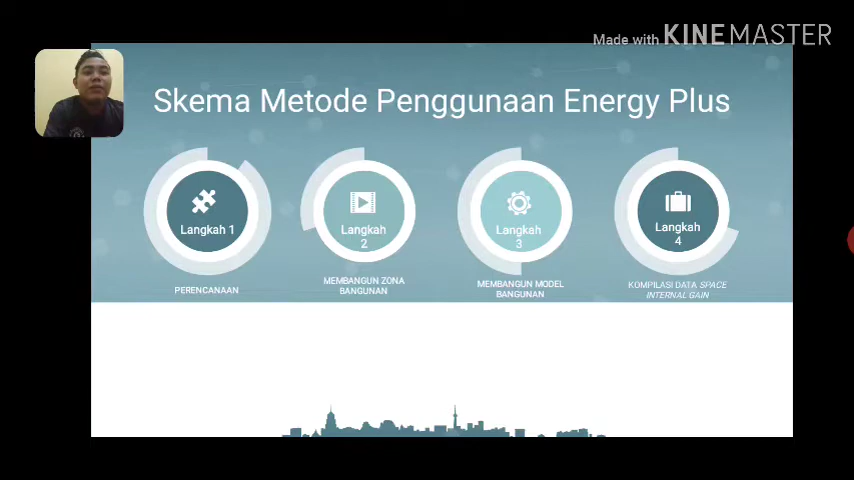 Made with KINEMASTER
Skema Metode Penggunaan Energy Plus
Langkah 1
Langkah
2
Langkah
3
Langkah
4
PERENCANAAN
MEMBANGUN ZONA
BANGUNAN
MEMBANGUN MODEL
BANGUNAN
KOMPILASI DATA SPACE
INTERNAL GAIN